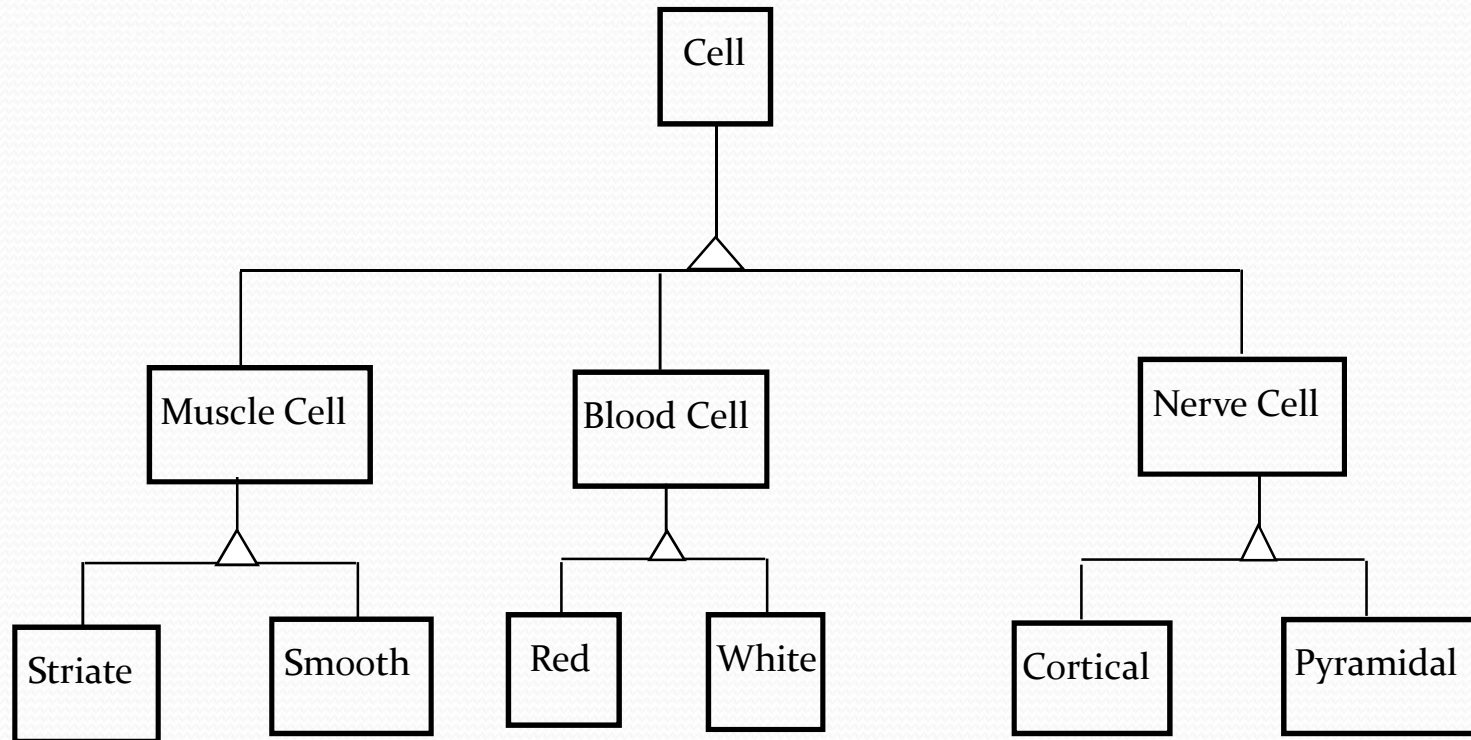 Cell
Muscle Cell
Blood Cell
Nerve Cell
Striate
Smooth
Red
White
Cortical
Pyramidal